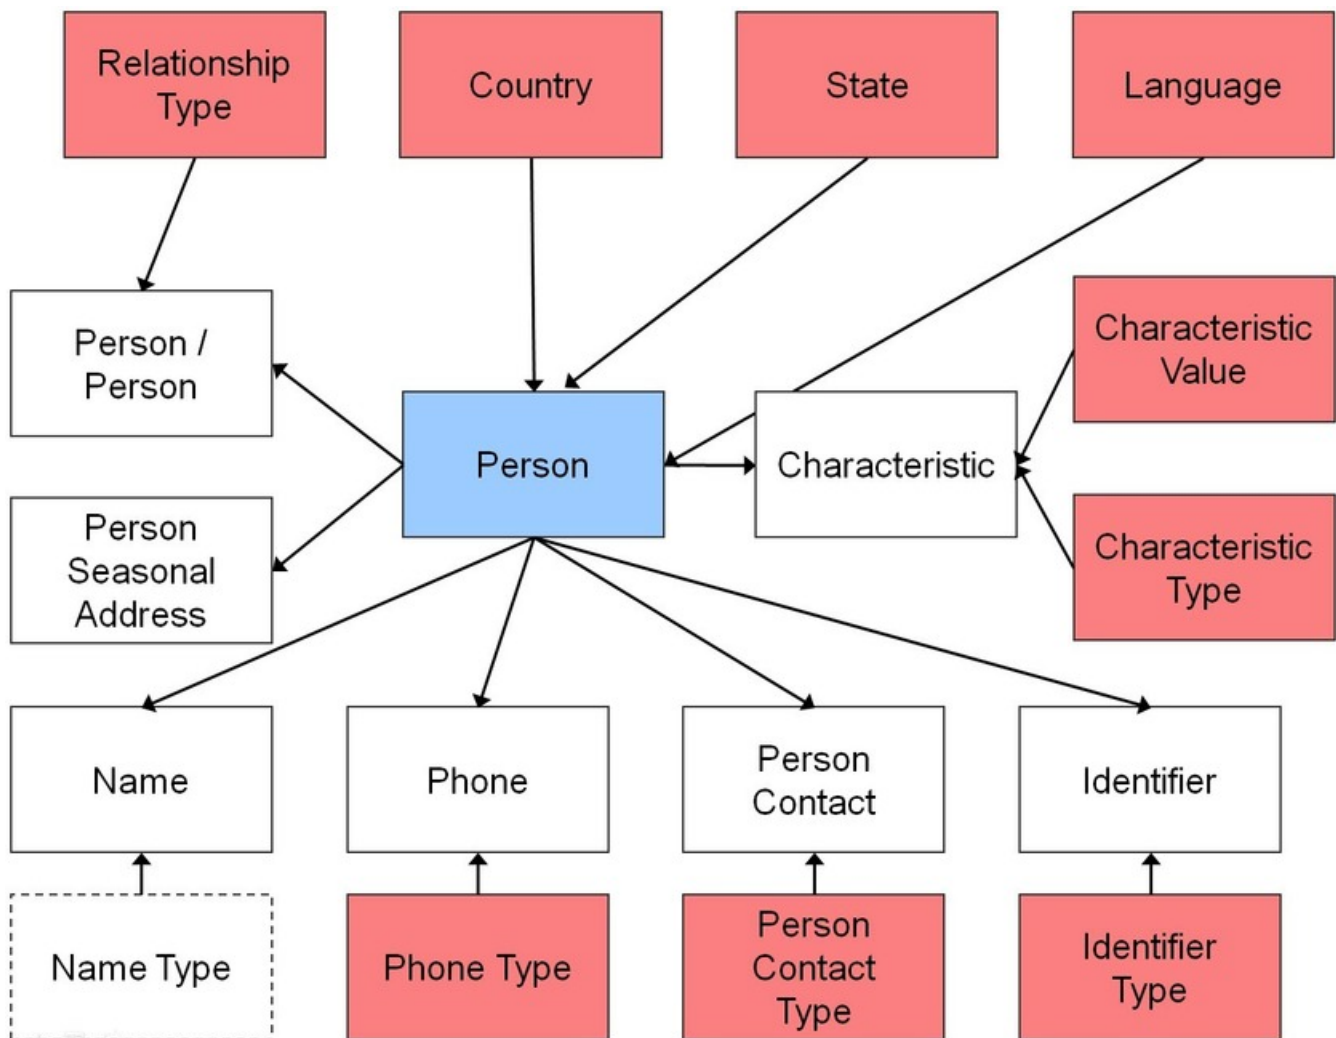 Relationship
Type
Country
State
Language
Person /
Person
Characteristic
Value
Person
Characteristic
Person
Seasonal
Address
Characteristic
Type
Name
Phone
Person
Contact
Identifier
Name Type
Phone Type
Person
Contact
Type
Identifier
Type